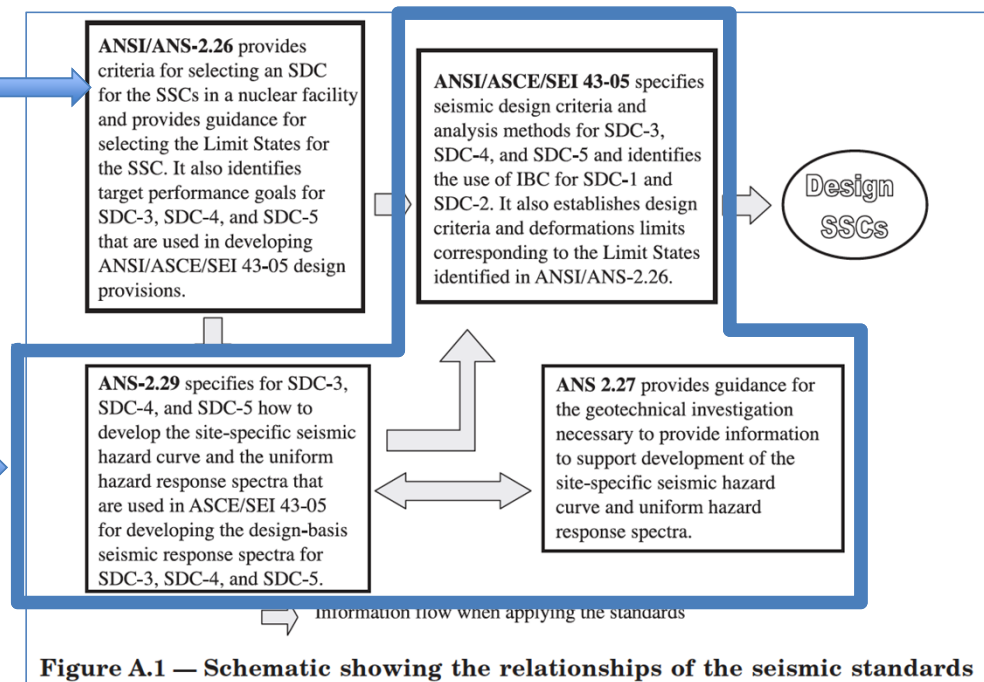 ANSI/ANS-2.26 provides
criteria for selecting an SDC
for the SSCs in a nuclear facility
and provides guidance for
selecting the Limit States for
the SSC. It also identifies
target performance goals for
SDC-3, SDC-4, and SDC-5
that are used in developing
ANSI/ASCE/SEI 43-05 design
provisions.
ANSI/ASCE/SEI 43-05 specifies
seismic design criteria and
analysis methods for SDC-3,
SDC-4, and SDC-5 and identifies
the use of IBC for SDC-1 and
SDC-2. It also establishes design
criteria and deformations limits
corresponding to the Limit States
identified in ANSI/ANS-2.26.
Design
SSCs
ANS-2.29 specifies for SDC-3,
SDC-4, and SDC-5 how to
develop the site-specific seismic
hazard curve and the uniform
hazard response spectra that
are used in ASCE/SEI 43-05
for developing the design-basis
seismic response spectra for
SDC-3, SDC-4, and SDC-5.
ANS 2.27 provides guidance for
the geotechnical investigation
necessary to provide information
to support development of the
site-specific seismic hazard
curve and uniform hazard
response spectra.
Information flow when applying the standards
Figure A.1 — Schematic showing the relationships of the seismic standards